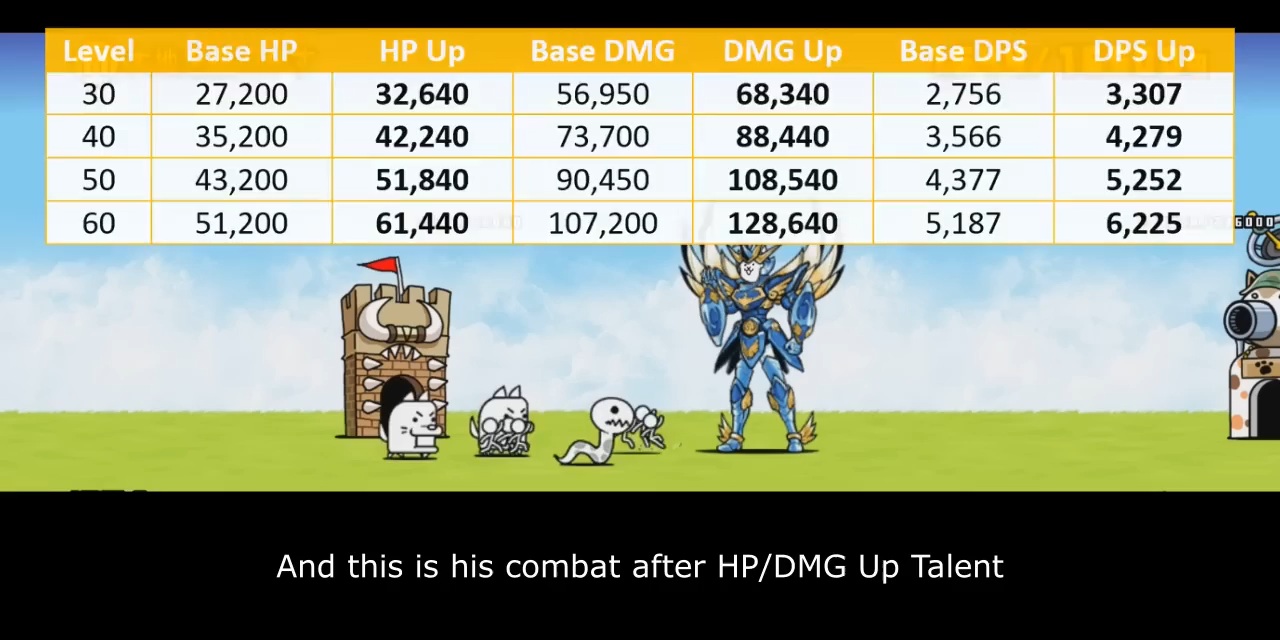 Level Base HP HP Up Base DMG DMG Up Base DPS DPS Up
30 27,200 32,640 56,950 68,340 2,756 3,307
40 35,200 42,240 73,700 88,440 3,566 4,279
50 43,200 51,840 90,450 108,540 4,377 5,252
60 51,200 61,440 107,200 128,640 5,187 6,225
And this is his combat after HP/DMG Up Talent